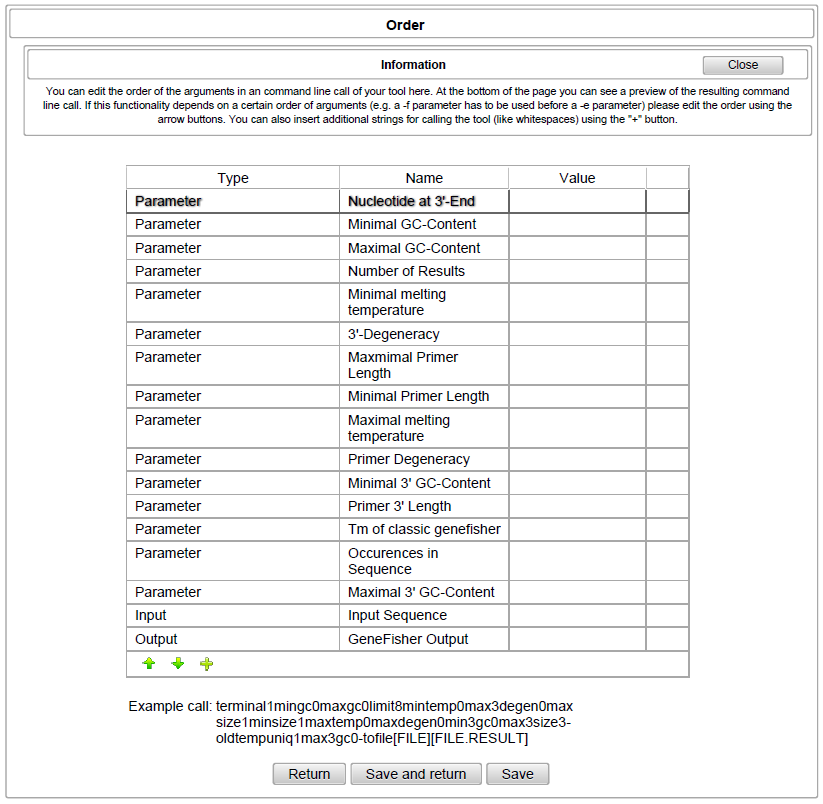 Order
Information
Close
You can edit the order of the arguments in an command line call of your tool here. At the bottom of the page you can see a preview of the resulting command
line call. If this functionality depends on a certain order of arguments (e.g. a -f parameter has to be used before a -e parameter) please edit the order using the
arrow buttons. You can also insert additional strings for calling the tool (like whitespaces) using the "+" button.
Type Name Value
Parameter Nucleotide at 3'-End
Parameter Minimal GC-Content
Parameter Maximal GC-Content
Parameter Number of Results
Parameter Minimal melting
temperature
Parameter 3'-Degeneracy
Parameter Maxmimal Primer
Length
Parameter Minimal Primer Length
Parameter Maximal melting
temperature
Parameter Primer Degeneracy
Parameter Minimal 3' GC-Content
Parameter Primer 3' Length
Parameter Tm of classic genefisher
Parameter Occurences in
Sequence
Parameter Maximal 3' GC-Content
Input Input Sequence
Output GeneFisher Output
Example call: terminal1mingc0maxgc0limit8mintemp0max3degen0max
size1minsize1maxtemp0maxdegen0min3gc0max3size3-
oldtempuniq1max3gc0-tofile[FILE][FILE.RESULT]
Return Save and return Save